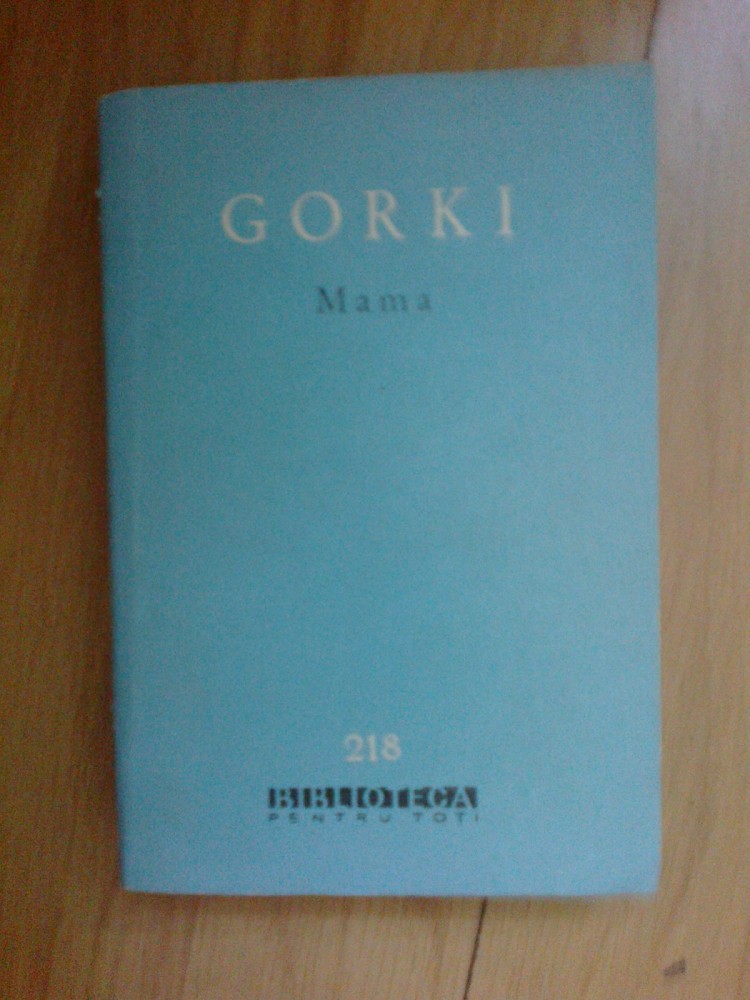 GORKI
Mama
218
BIBLIOTECA
PENTRU TOȚI